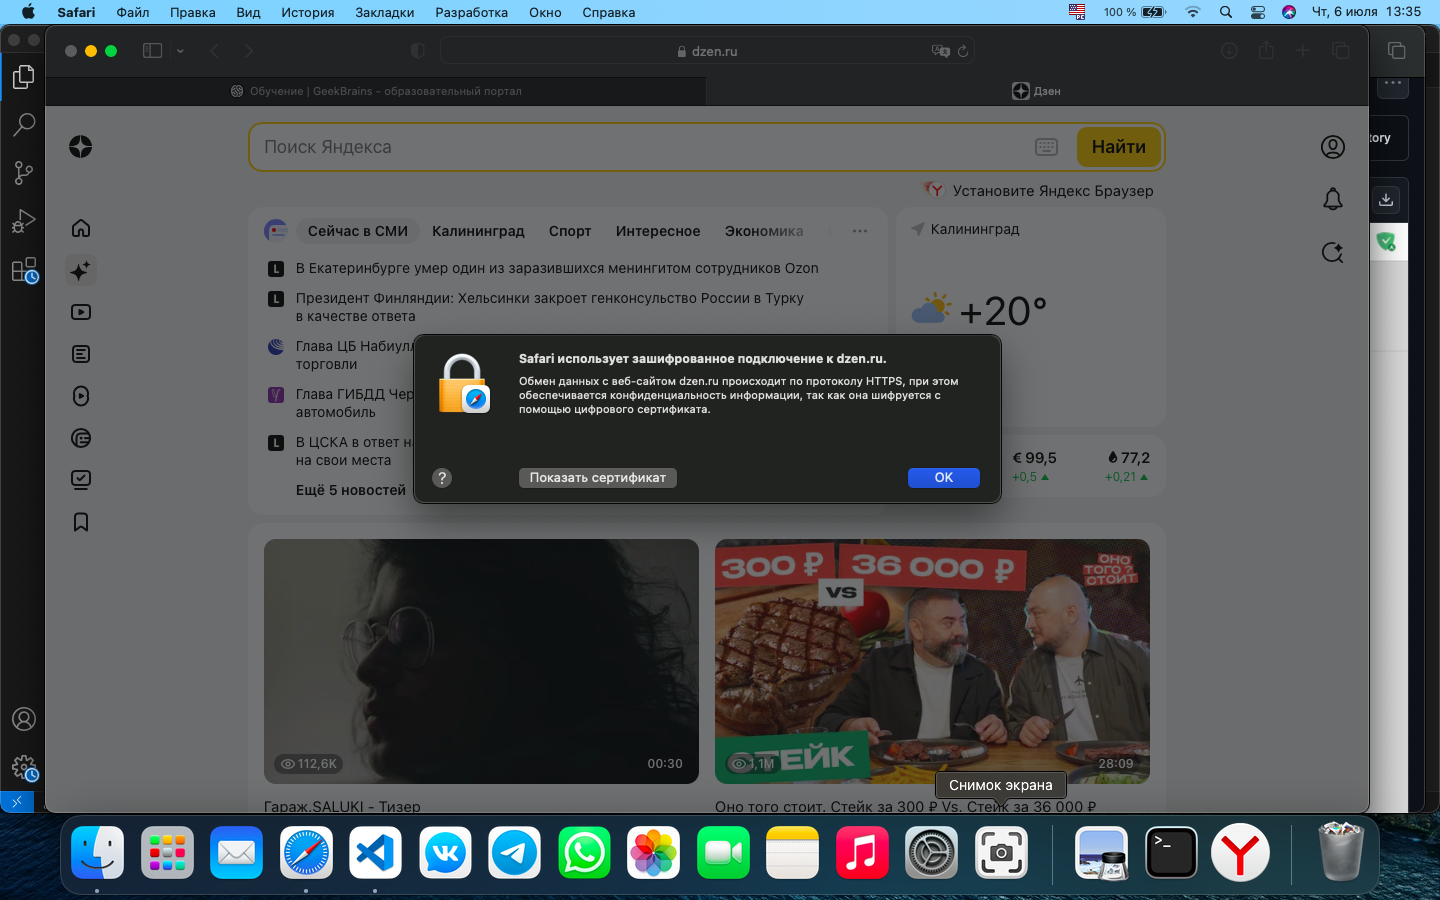 Safari Файл Правка Вид История Закладки Разработка Окно Справка 100 % Чт, 6 июля 13:35
dzen.ru
Обучение | GeekBrains - образовательный портал
Дзен
Поиск Яндекса
Найти
Установите Яндекс Браузер
Сейчас в СМИ Калининград Спорт Интересное Экономика
В Екатеринбурге умер один из заразившихся менингитом сотрудников Ozon
Президент Финляндии: Хельсинки закроет генконсульство России в Турку
в качестве ответа
Глава ЦБ Набиулл
торговли
Глава ГИБДД Чер
автомобиль
В ЦСКА в ответ н
на свои места
Ещё 5 новостей
Калининград
+20°
€ 99,5
+0,5
77,2
+0,21
tory
Safari использует зашифрованное подключение к dzen.ru.
Обмен данных с веб-сайтом dzen.ru происходит по протоколу HTTPS, при этом
обеспечивается конфиденциальность информации, так как она шифруется с
помощью цифрового сертификата.
?
Показать сертификат
OK
112,6K
00:30
300 ₽
36 000 ₽
VS
ОНО
ТОГО?
СТОИТ
СТЕЙК
1,1M
28:09
Гараж.SALUKI - Тизер
Оно того стоит. Стейк за 300 ₽ Vs. Стейк за 36 000 ₽
Снимок экрана